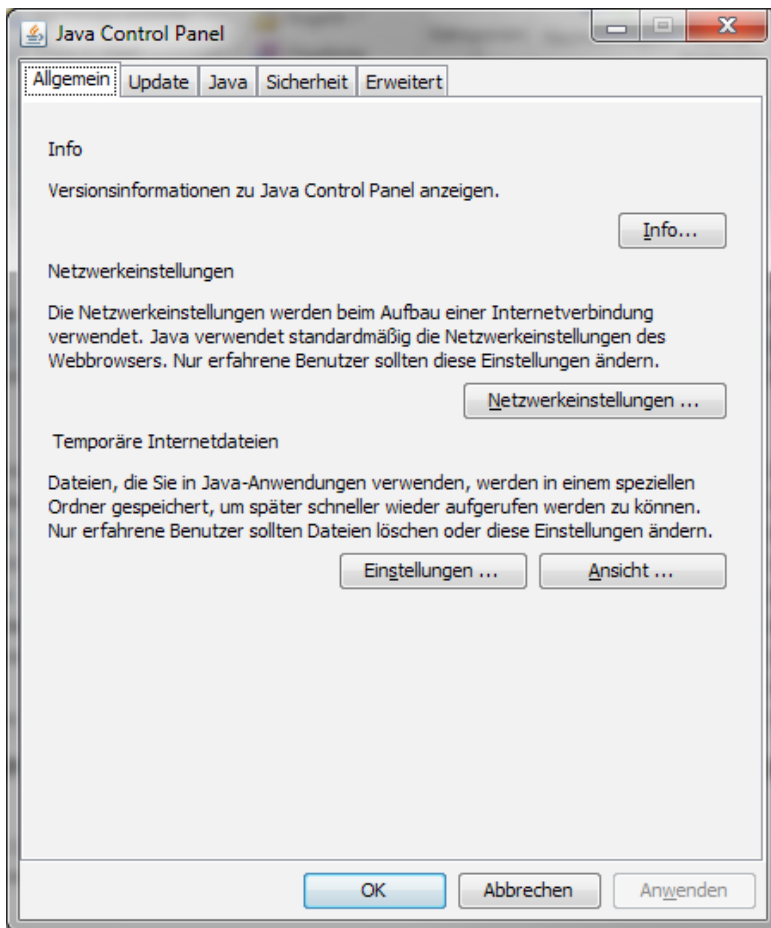 Java Control Panel
Allgemein Update Java Sicherheit Erweitert
Info
Versionsinformationen zu Java Control Panel anzeigen.
Info...
Netzwerkeinstellungen
Die Netzwerkeinstellungen werden beim Aufbau einer Internetverbindung
verwendet. Java verwendet standardmäßig die Netzwerkeinstellungen des
Webbrowsers. Nur erfahrene Benutzer sollten diese Einstellungen ändern.
Netzwerkeinstellungen ...
Temporäre Internetdateien
Dateien, die Sie in Java-Anwendungen verwenden, werden in einem speziellen
Ordner gespeichert, um später schneller wieder aufgerufen werden zu können.
Nur erfahrene Benutzer sollten Dateien löschen oder diese Einstellungen ändern.
Einstellungen ... Ansicht ...
OK Abbrechen Anwenden